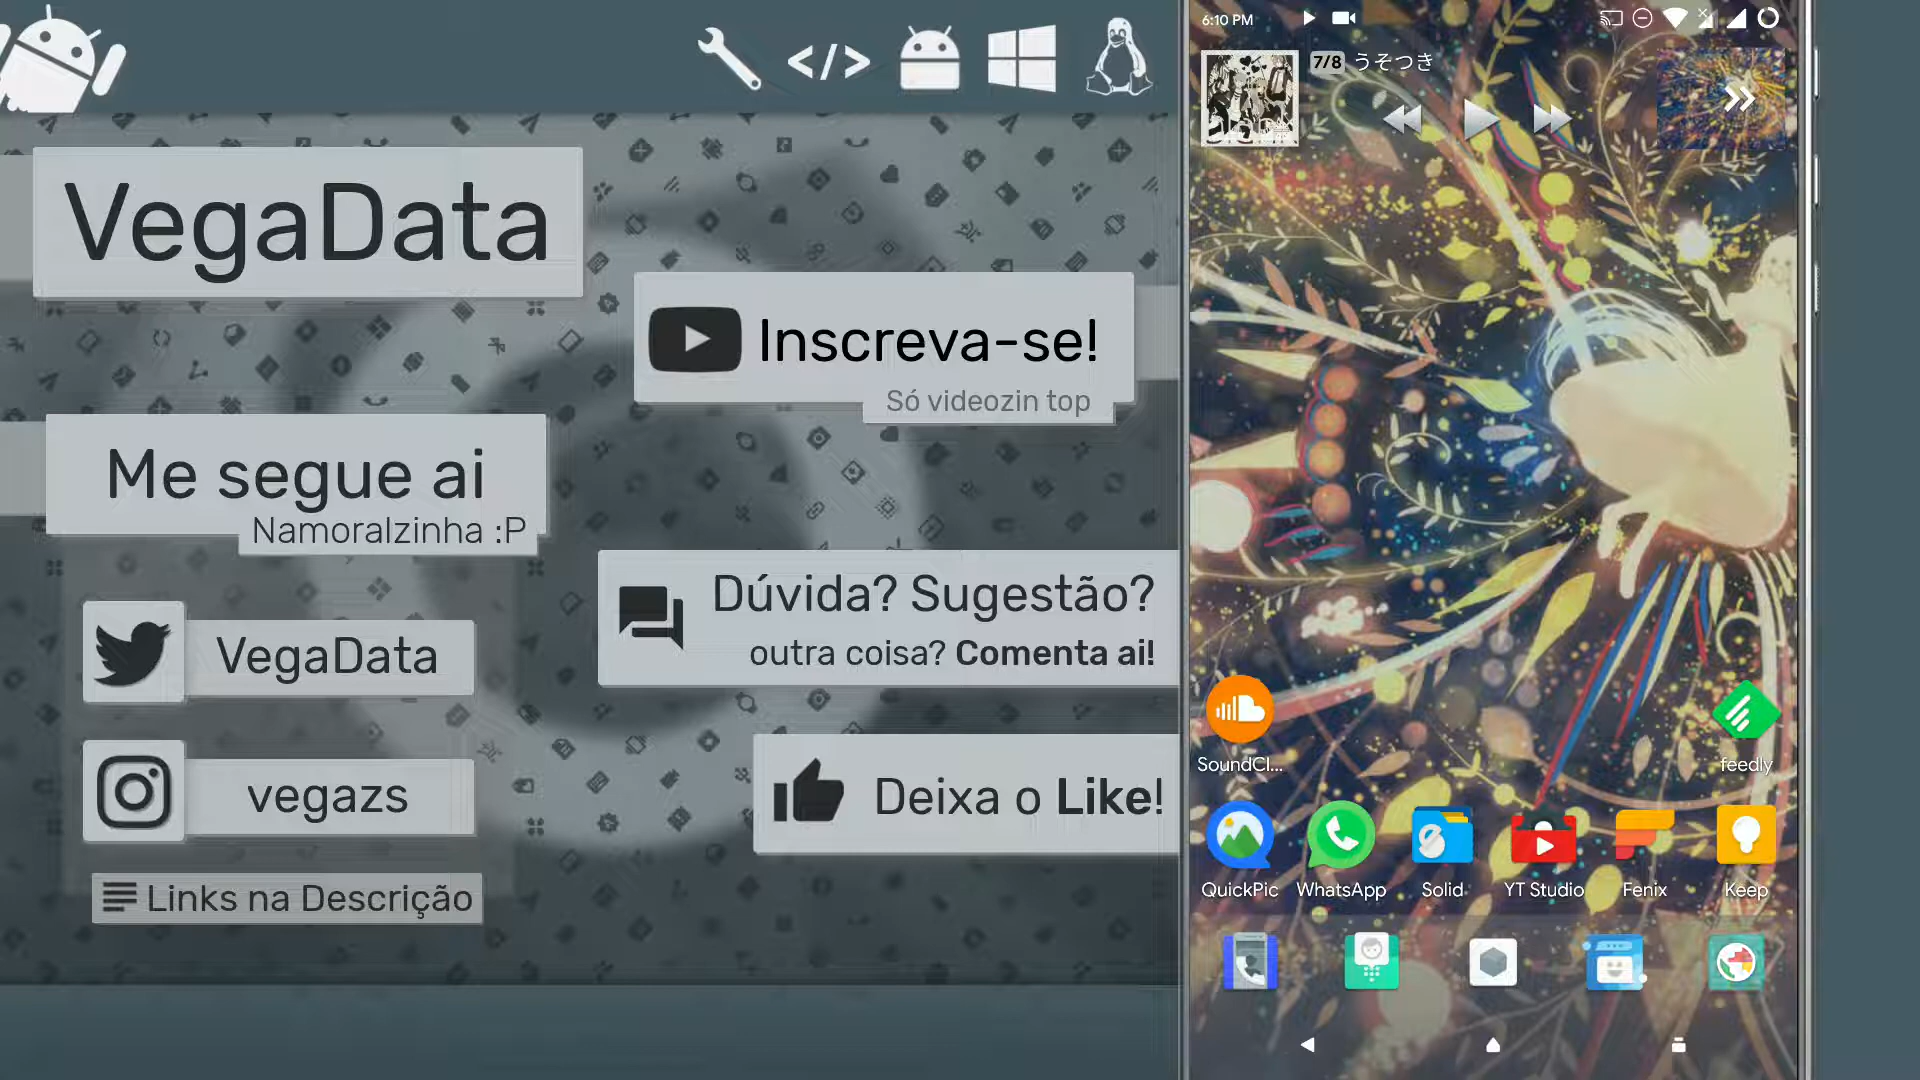 </>
VegaData
Inscreva-se!
Só videozin top
Me segue ai
Namoralzinha :P
Dúvida? Sugestão?
outra coisa? Comenta ai!
VegaData
Deixa o Like!
vegazs
Links na Descrição
6:10 PM
7/8 うそつき
SoundCl...
feedly
QuickPic
WhatsApp
Solid
YT Studio
Fenix
Keep